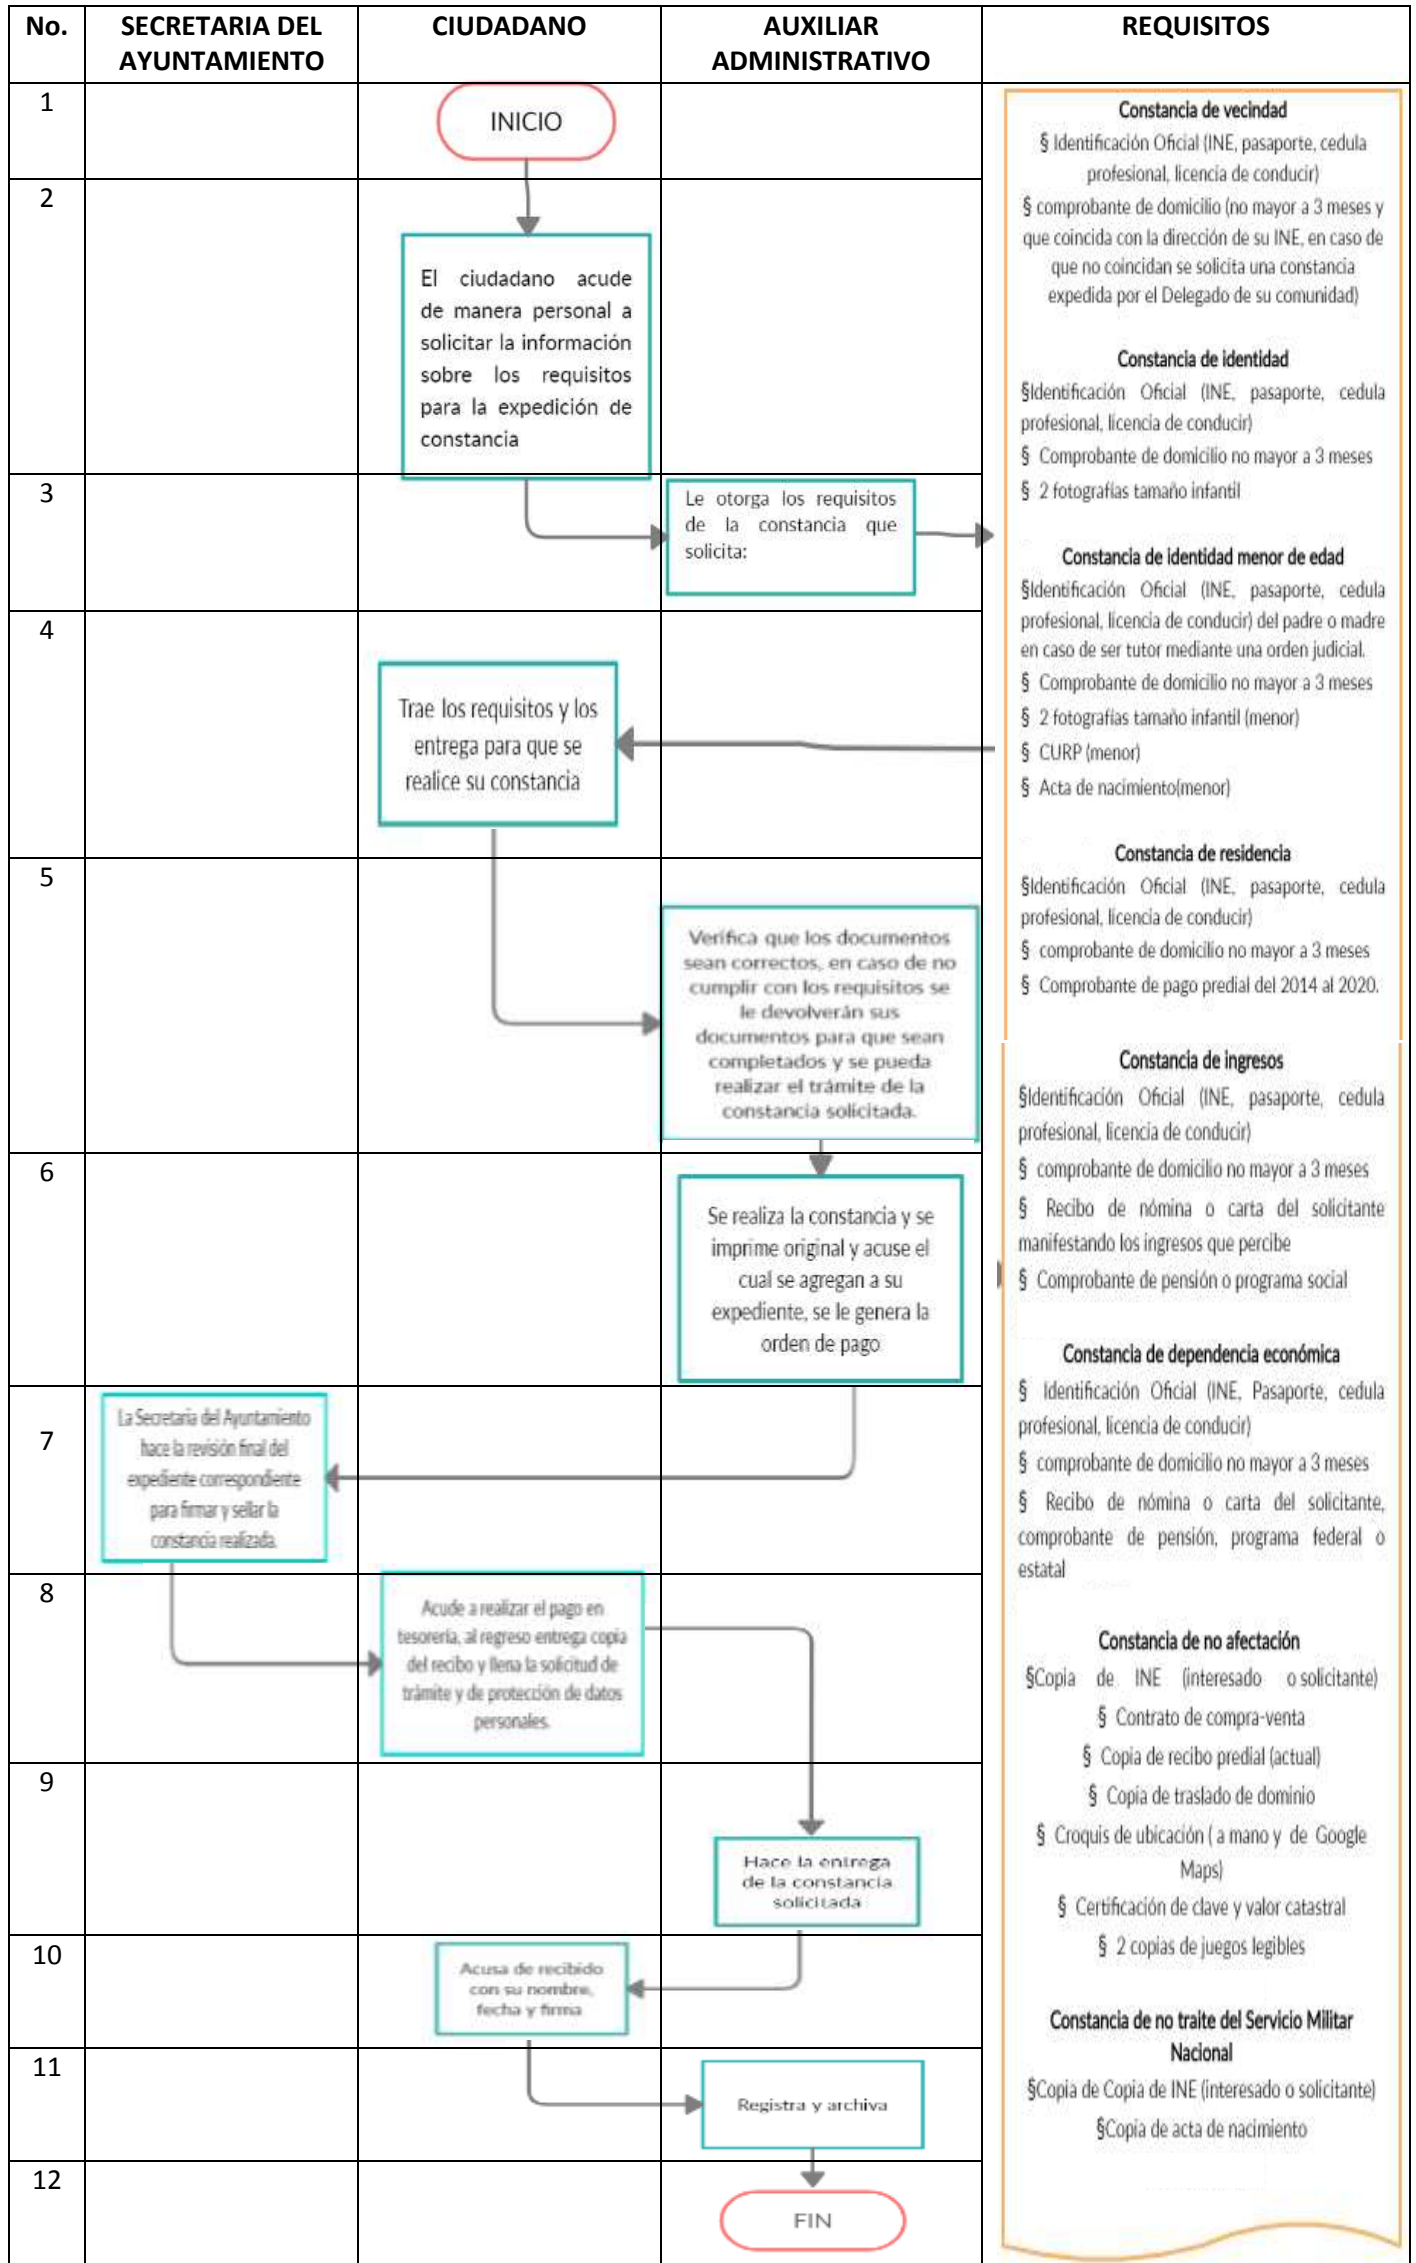 No.
SECRETARIA DEL
AYUNTAMIENTO
CIUDADANO
AUXILIAR
ADMINISTRATIVO
REQUISITOS
1
INICIO
2
El ciudadano acude
de manera personal a
solicitar la información
sobre los requisitos
para la expedición de
constancia
3
Le otorga los requisitos
de la constancia que
solicita:
4
Trae los requisitos y los
entrega para que se
realice su constancia
5
Verifica que los documentos
sean correctos, en caso de no
cumplir con los requisitos se
le devolverán sus
documentos para que sean
completados y se pueda
realizar el trámite de la
constancia solicitada.
6
Se realiza la constancia y se
imprime original y acuse el
cual se agregan a su
expediente, se le genera la
orden de pago
7
La Secretaria del Ayuntamiento
hace la revisión final del
expediente correspondiente
para firmar y sellar la
constancia realizada.
8
Acude a realizar el pago en
tesorería, al regreso entrega copia
del recibo y llena la solicitud de
trámite y de protección de datos
personales.
9
Hace la entrega
de la constancia
solicitada
10
Acusa de recibido
con su nombre,
fecha y firma
11
Registra y archiva
12
FIN
Constancia de vecindad
§ Identificación Oficial (INE, pasaporte, cedula
profesional, licencia de conducir)
§ comprobante de domicilio (no mayor a 3 meses y
que coincida con la dirección de su INE, en caso de
que no coincidan se solicita una constancia
expedida por el Delegado de su comunidad)
Constancia de identidad
§Identificación Oficial (INE, pasaporte, cedula
profesional, licencia de conducir)
§ Comprobante de domicilio no mayor a 3 meses
§ 2 fotografías tamaño infantil
Constancia de identidad menor de edad
§Identificación Oficial (INE, pasaporte, cedula
profesional, licencia de conducir) del padre o madre
en caso de ser tutor mediante una orden judicial.
§ Comprobante de domicilio no mayor a 3 meses
§ 2 fotografías tamaño infantil (menor)
§ CURP (menor)
§ Acta de nacimiento(menor)
Constancia de residencia
§Identificación Oficial (INE, pasaporte, cedula
profesional, licencia de conducir)
§ comprobante de domicilio no mayor a 3 meses
§ Comprobante de pago predial del 2014 al 2020.
Constancia de ingresos
§Identificación Oficial (INE, pasaporte, cedula
profesional, licencia de conducir)
§ comprobante de domicilio no mayor a 3 meses
§ Recibo de nómina o carta del solicitante
manifestando los ingresos que percibe
§ Comprobante de pensión o programa social
Constancia de dependencia económica
§ Identificación Oficial (INE, Pasaporte, cedula
profesional, licencia de conducir)
§ comprobante de domicilio no mayor a 3 meses
§ Recibo de nómina o carta del solicitante,
comprobante de pensión, programa federal o
estatal
Constancia de no afectación
§Copia de INE (interesado o solicitante)
§ Contrato de compra-venta
§ Copia de recibo predial (actual)
§ Copia de traslado de dominio
§ Croquis de ubicación ( a mano y de Google
Maps)
§ Certificación de clave y valor catastral
§ 2 copias de juegos legibles
Constancia de no traite del Servicio Militar
Nacional
§Copia de Copia de INE (interesado o solicitante)
§Copia de acta de nacimiento